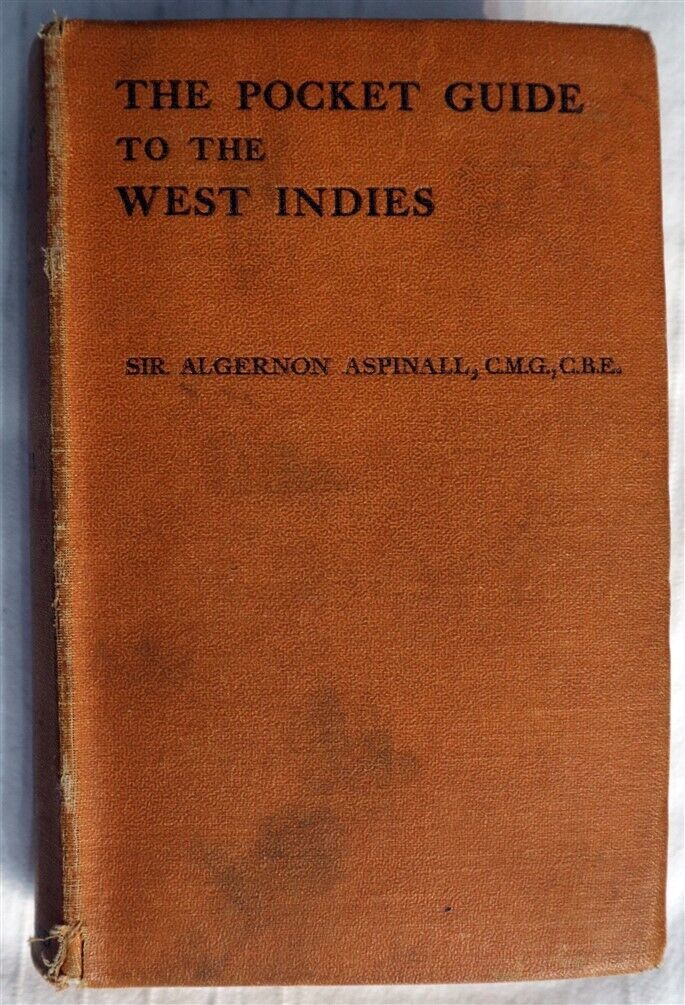 THE POCKET GUIDE
TO THE
WEST INDIES
SIR ALGERNON ASPINALL, C.M.G., C.B.E.